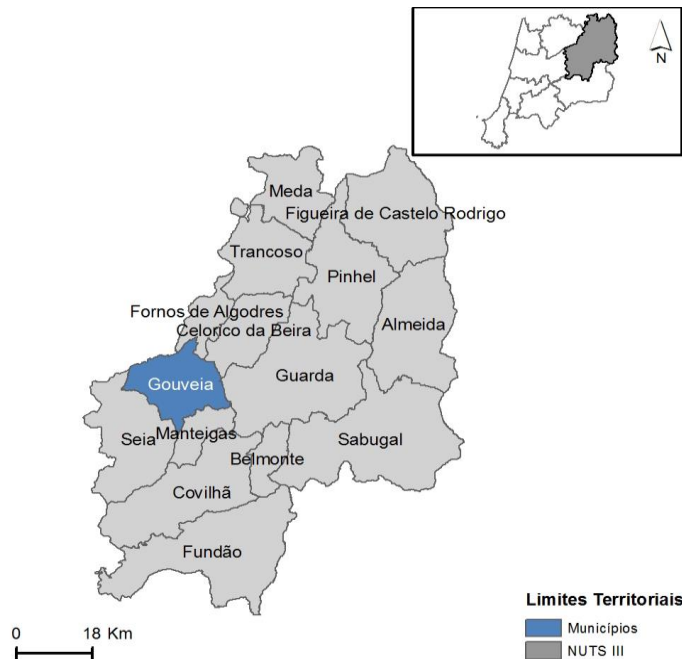 N
Meda
Figueira de Castelo Rodrigo
Trancoso
Pinhel
Fornos de Algodres
Celorico da Beira
Almeida
Gouveia
Guarda
Seia
Manteigas
Sabugal
Belmonte
Covilhã
Fundão
Limites Territoriais
0 18 Km
Municípios
NUTS III